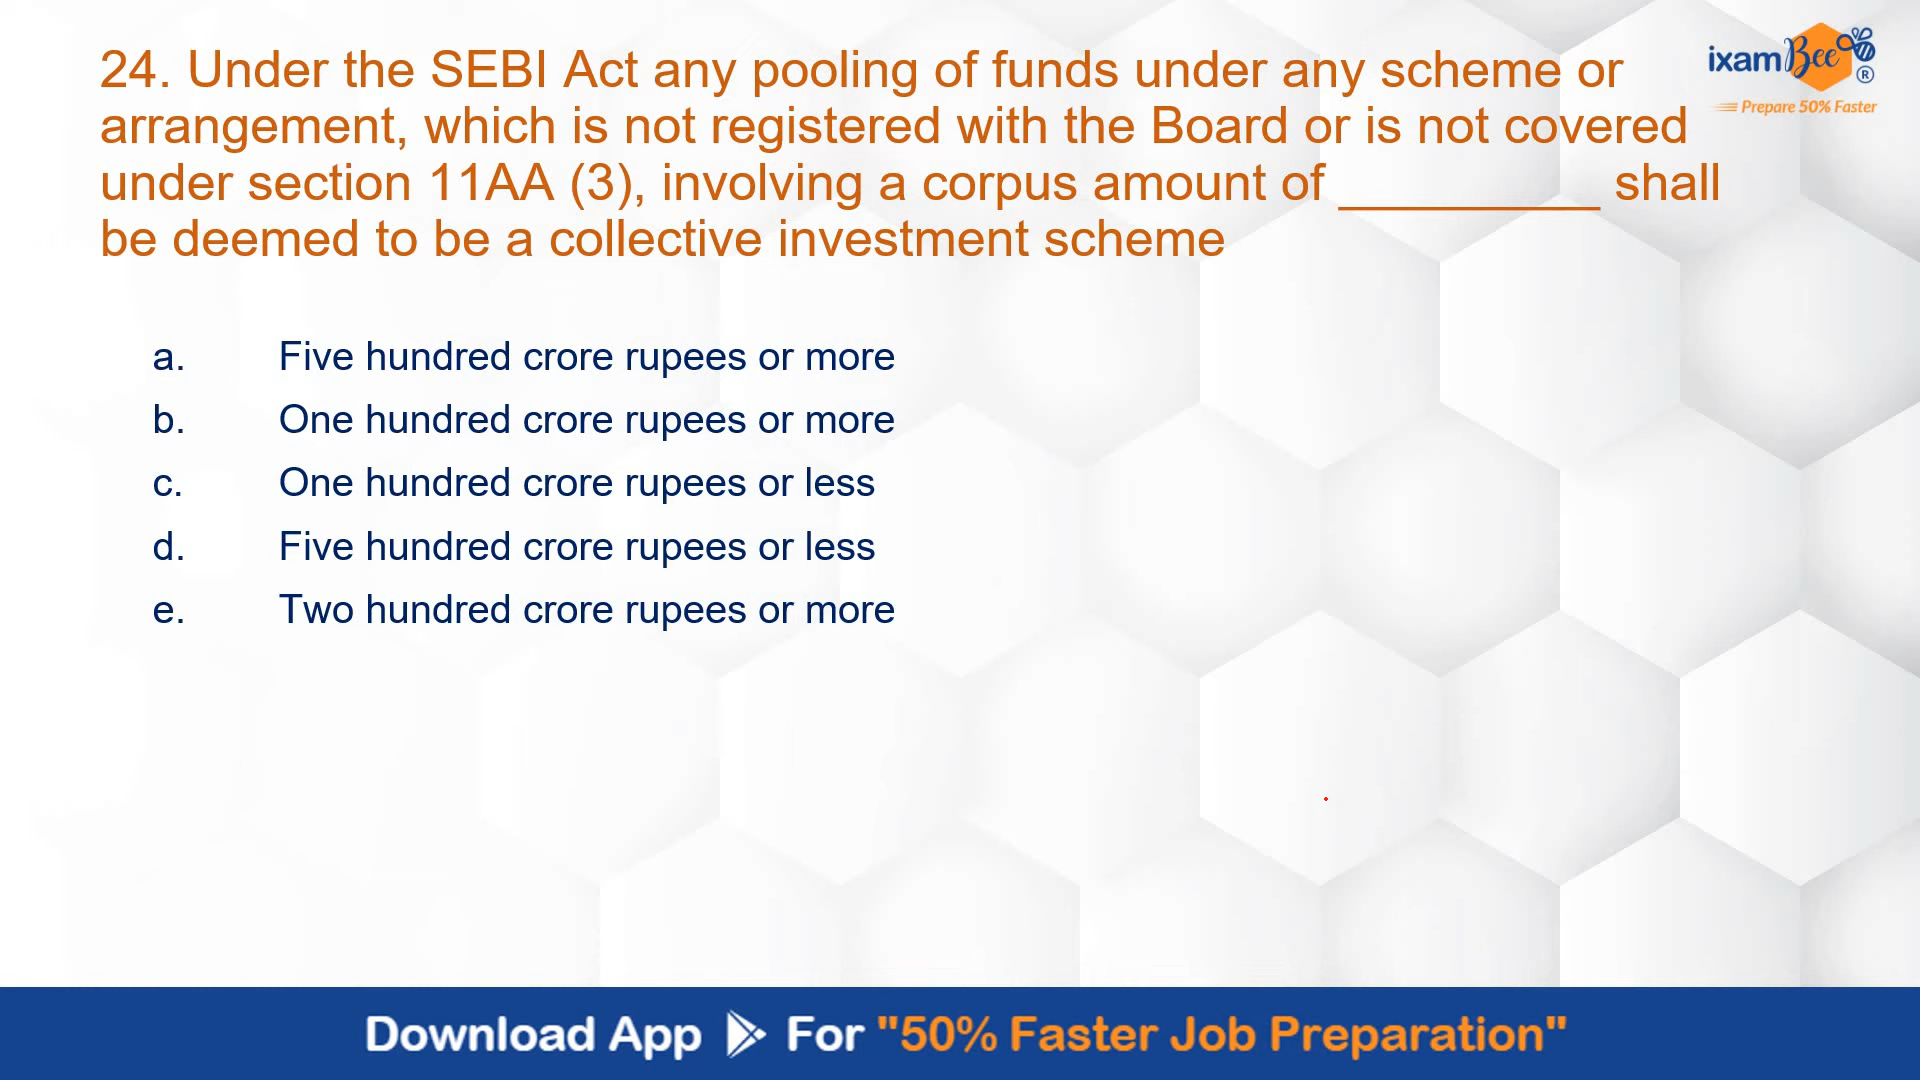 24. Under the SEBI Act any pooling of funds under any scheme or
arrangement, which is not registered with the Board or is not covered
under section 11AA (3), involving a corpus amount of __________ shall
be deemed to be a collective investment scheme
ixamBee®
Prepare 50% Faster
a. Five hundred crore rupees or more
b. One hundred crore rupees or more
c. One hundred crore rupees or less
d. Five hundred crore rupees or less
e. Two hundred crore rupees or more
Download App For "50% Faster Job Preparation"